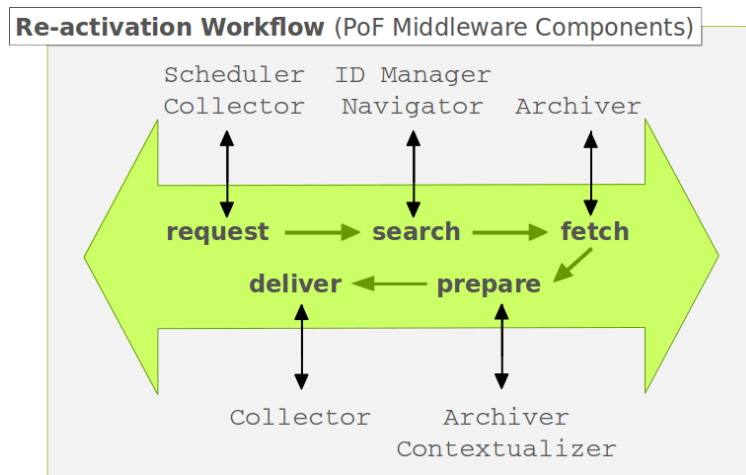 Re-activation Workflow (PoF Middleware Components)
Scheduler ID Manager
Collector Navigator Archiver
request search fetch
deliver prepare
Collector Archiver
Contextualizer